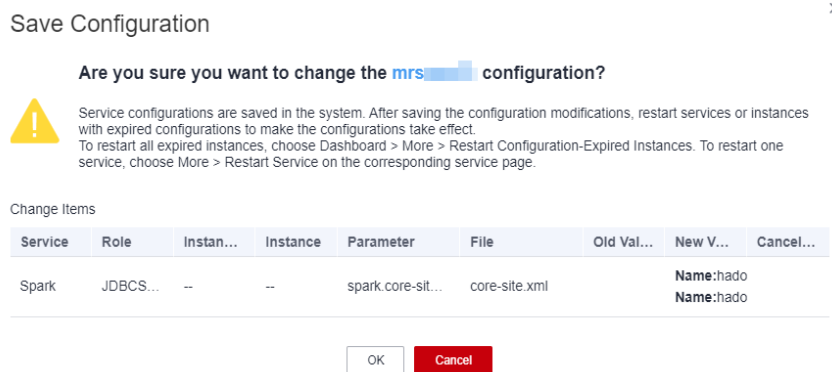 Save Configuration
Are you sure you want to change the mrs configuration?
Service configurations are saved in the system. After saving the configuration modifications, restart services or instances
with expired configurations to make the configurations take effect.
To restart all expired instances, choose Dashboard > More > Restart Configuration-Expired Instances. To restart one
service, choose More > Restart Service on the corresponding service page.
Change Items
Service Role Instan... Instance Parameter File Old Val... New V... Cancel...
Spark JDBCS... -- -- spark.core-sit... core-site.xml
Name:hado
Name:hado
OK Cancel